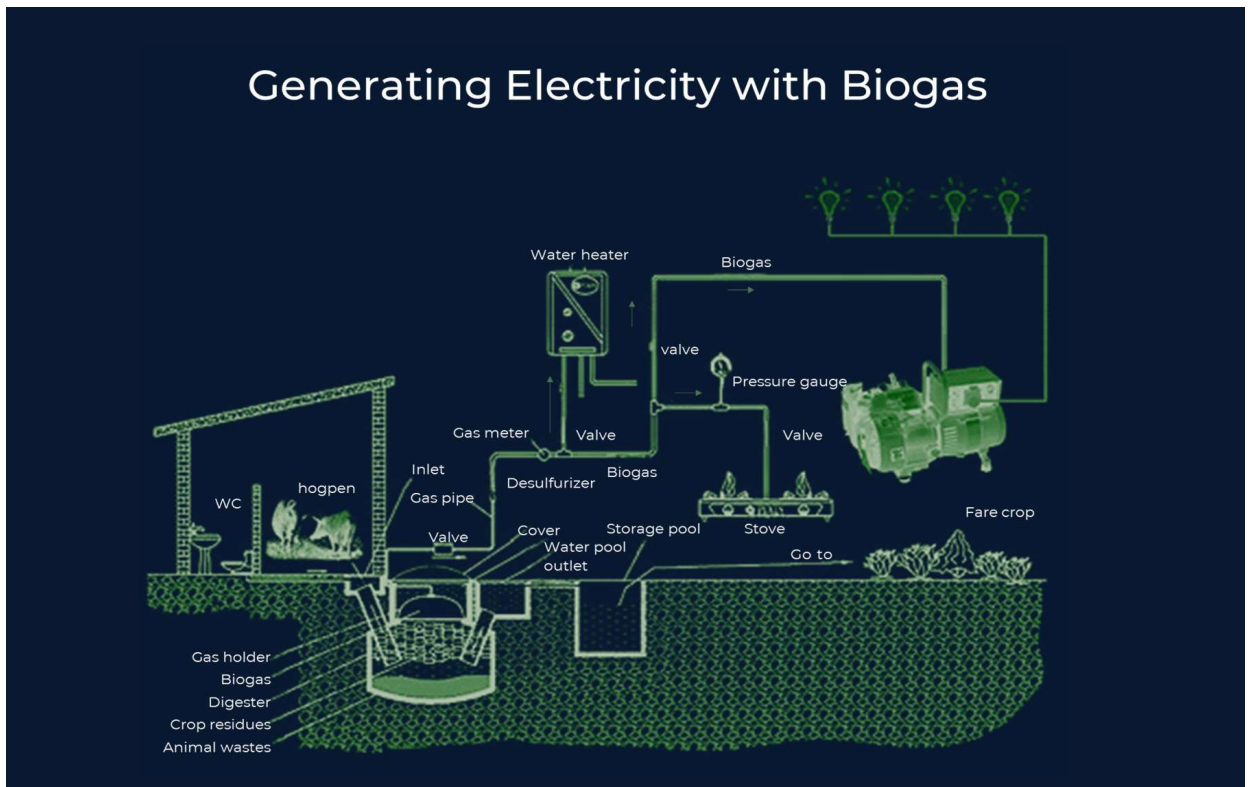 Generating Electricity with Biogas
Water heater
Biogas
valve
Pressure gauge
Gas meter
Valve
Valve
Biogas
Inlet
Desulfurizer
hogpen
Gas pipe
WC
Fare crop
Valve
Cover
Storage pool
Stove
Water pool
outlet
Go to
Gas holder
Biogas
Digester
Crop residues
Animal wastes